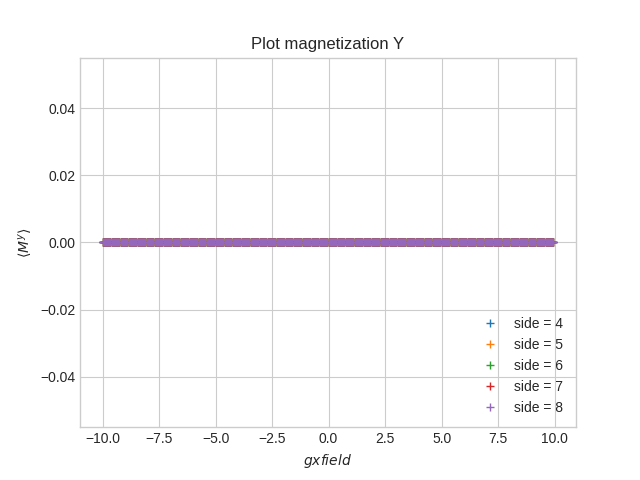 Plot magnetization Y
0.04
0.02
0.00
−0.02
−0.04
⟨M^y⟩
−10.0 −7.5 −5.0 −2.5 0.0 2.5 5.0 7.5 10.0
gxfield
side = 4
side = 5
side = 6
side = 7
side = 8